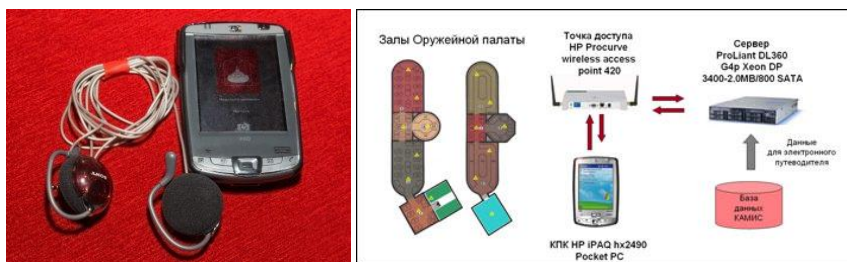 Залы Оружейной палаты
Точка доступа
HP Procurve
wireless access
point 420
Сервер
ProLiant DL360
G4p Xeon DP
3400-2.0MB/800 SATA
Данные
для электронного
путеводителя
База
данных
КАМИС
КПК HP iPAQ hx2490
Pocket PC